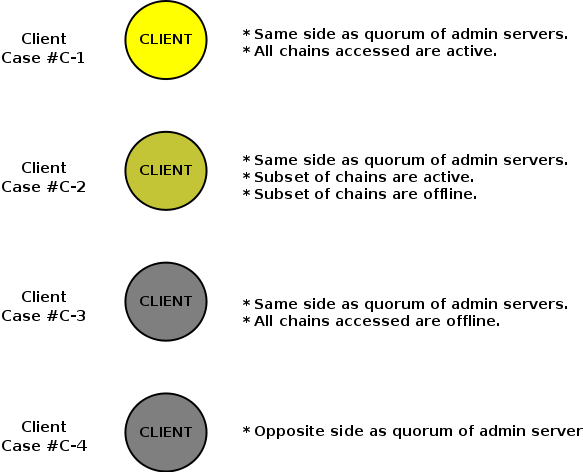 Client
Case #C-1
CLIENT
* Same side as quorum of admin servers.
* All chains accessed are active.
Client
Case #C-2
CLIENT
* Same side as quorum of admin servers.
* Subset of chains are active.
* Subset of chains are offline.
Client
Case #C-3
CLIENT
* Same side as quorum of admin servers.
* All chains accessed are offline.
Client
Case #C-4
CLIENT
* Opposite side as quorum of admin server